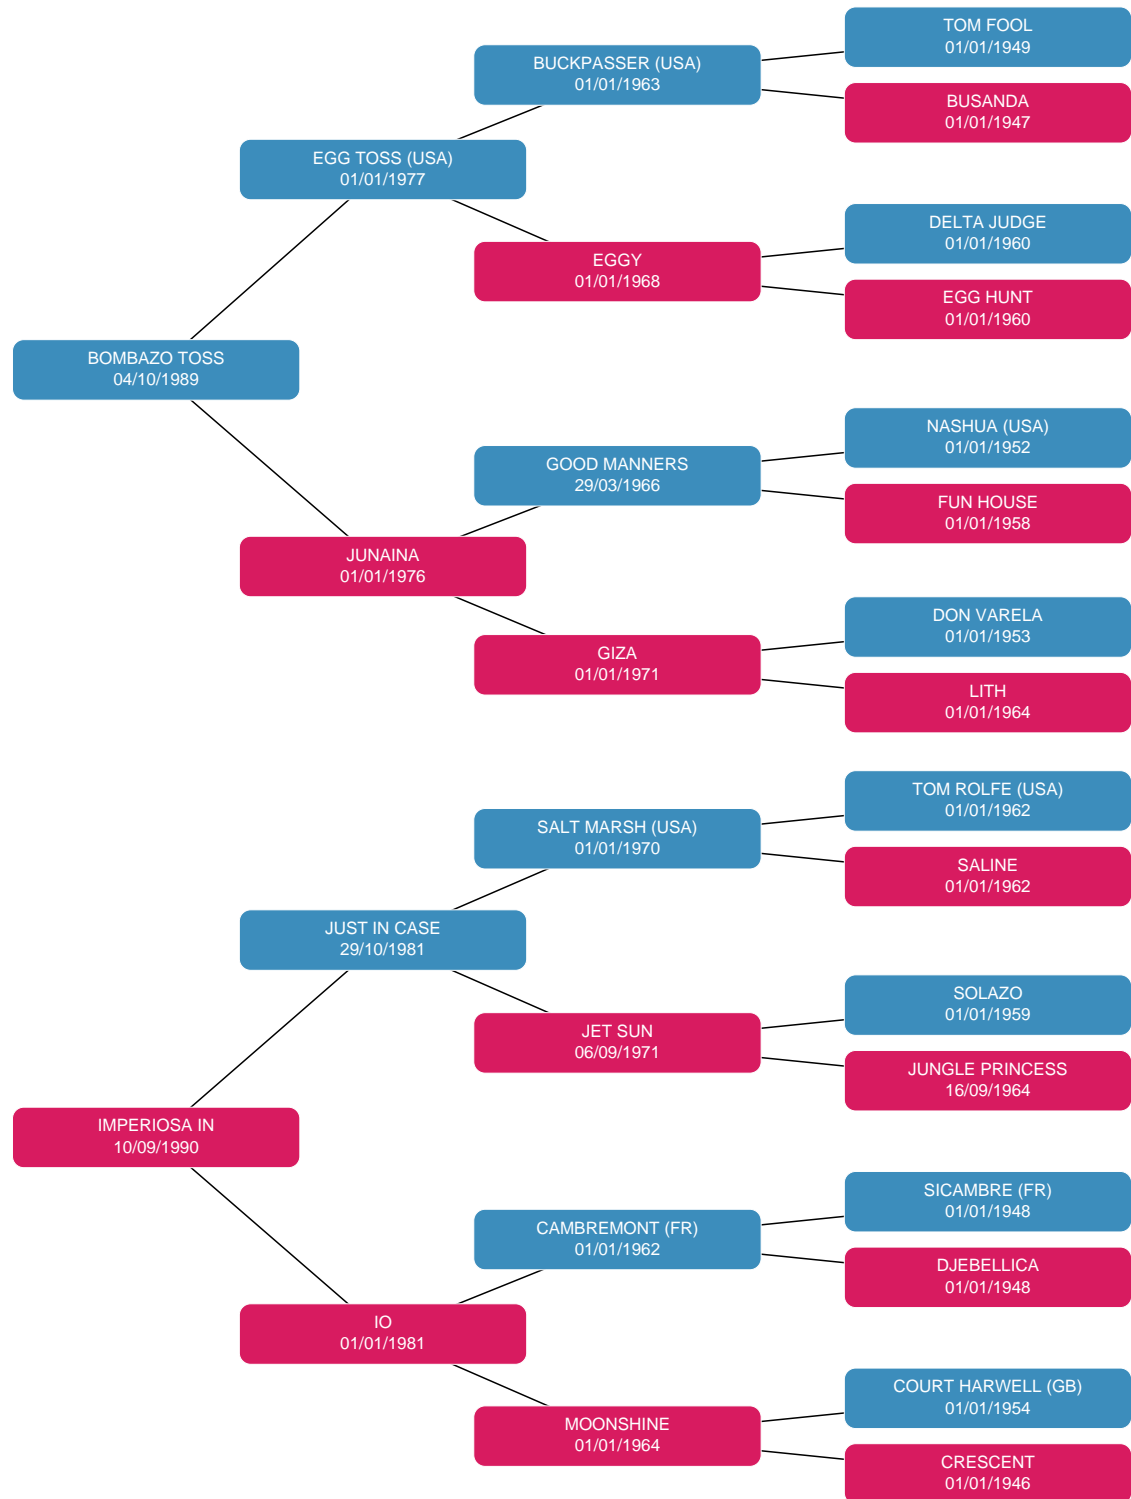 TOM FOOL
01/01/1949
BUCKPASSER (USA)
01/01/1963
BUSANDA
01/01/1947
EGG TOSS (USA)
01/01/1977
DELTA JUDGE
01/01/1960
EGGY
01/01/1968
EGG HUNT
01/01/1960
BOMBAZO TOSS
04/10/1989
NASHUA (USA)
01/01/1952
GOOD MANNERS
29/03/1966
FUN HOUSE
01/01/1958
JUNAINA
01/01/1976
DON VARELA
01/01/1953
GIZA
01/01/1971
LITH
01/01/1964
TOM ROLFE (USA)
01/01/1962
SALT MARSH (USA)
01/01/1970
SALINE
01/01/1962
JUST IN CASE
29/10/1981
SOLAZO
01/01/1959
JET SUN
06/09/1971
JUNGLE PRINCESS
16/09/1964
IMPERIOSA IN
10/09/1990
SICAMBRE (FR)
01/01/1948
CAMBREMONT (FR)
01/01/1962
DJEBELLICA
01/01/1948
IO
01/01/1981
COURT HARWELL (GB)
01/01/1954
MOONSHINE
01/01/1964
CRESCENT
01/01/1946